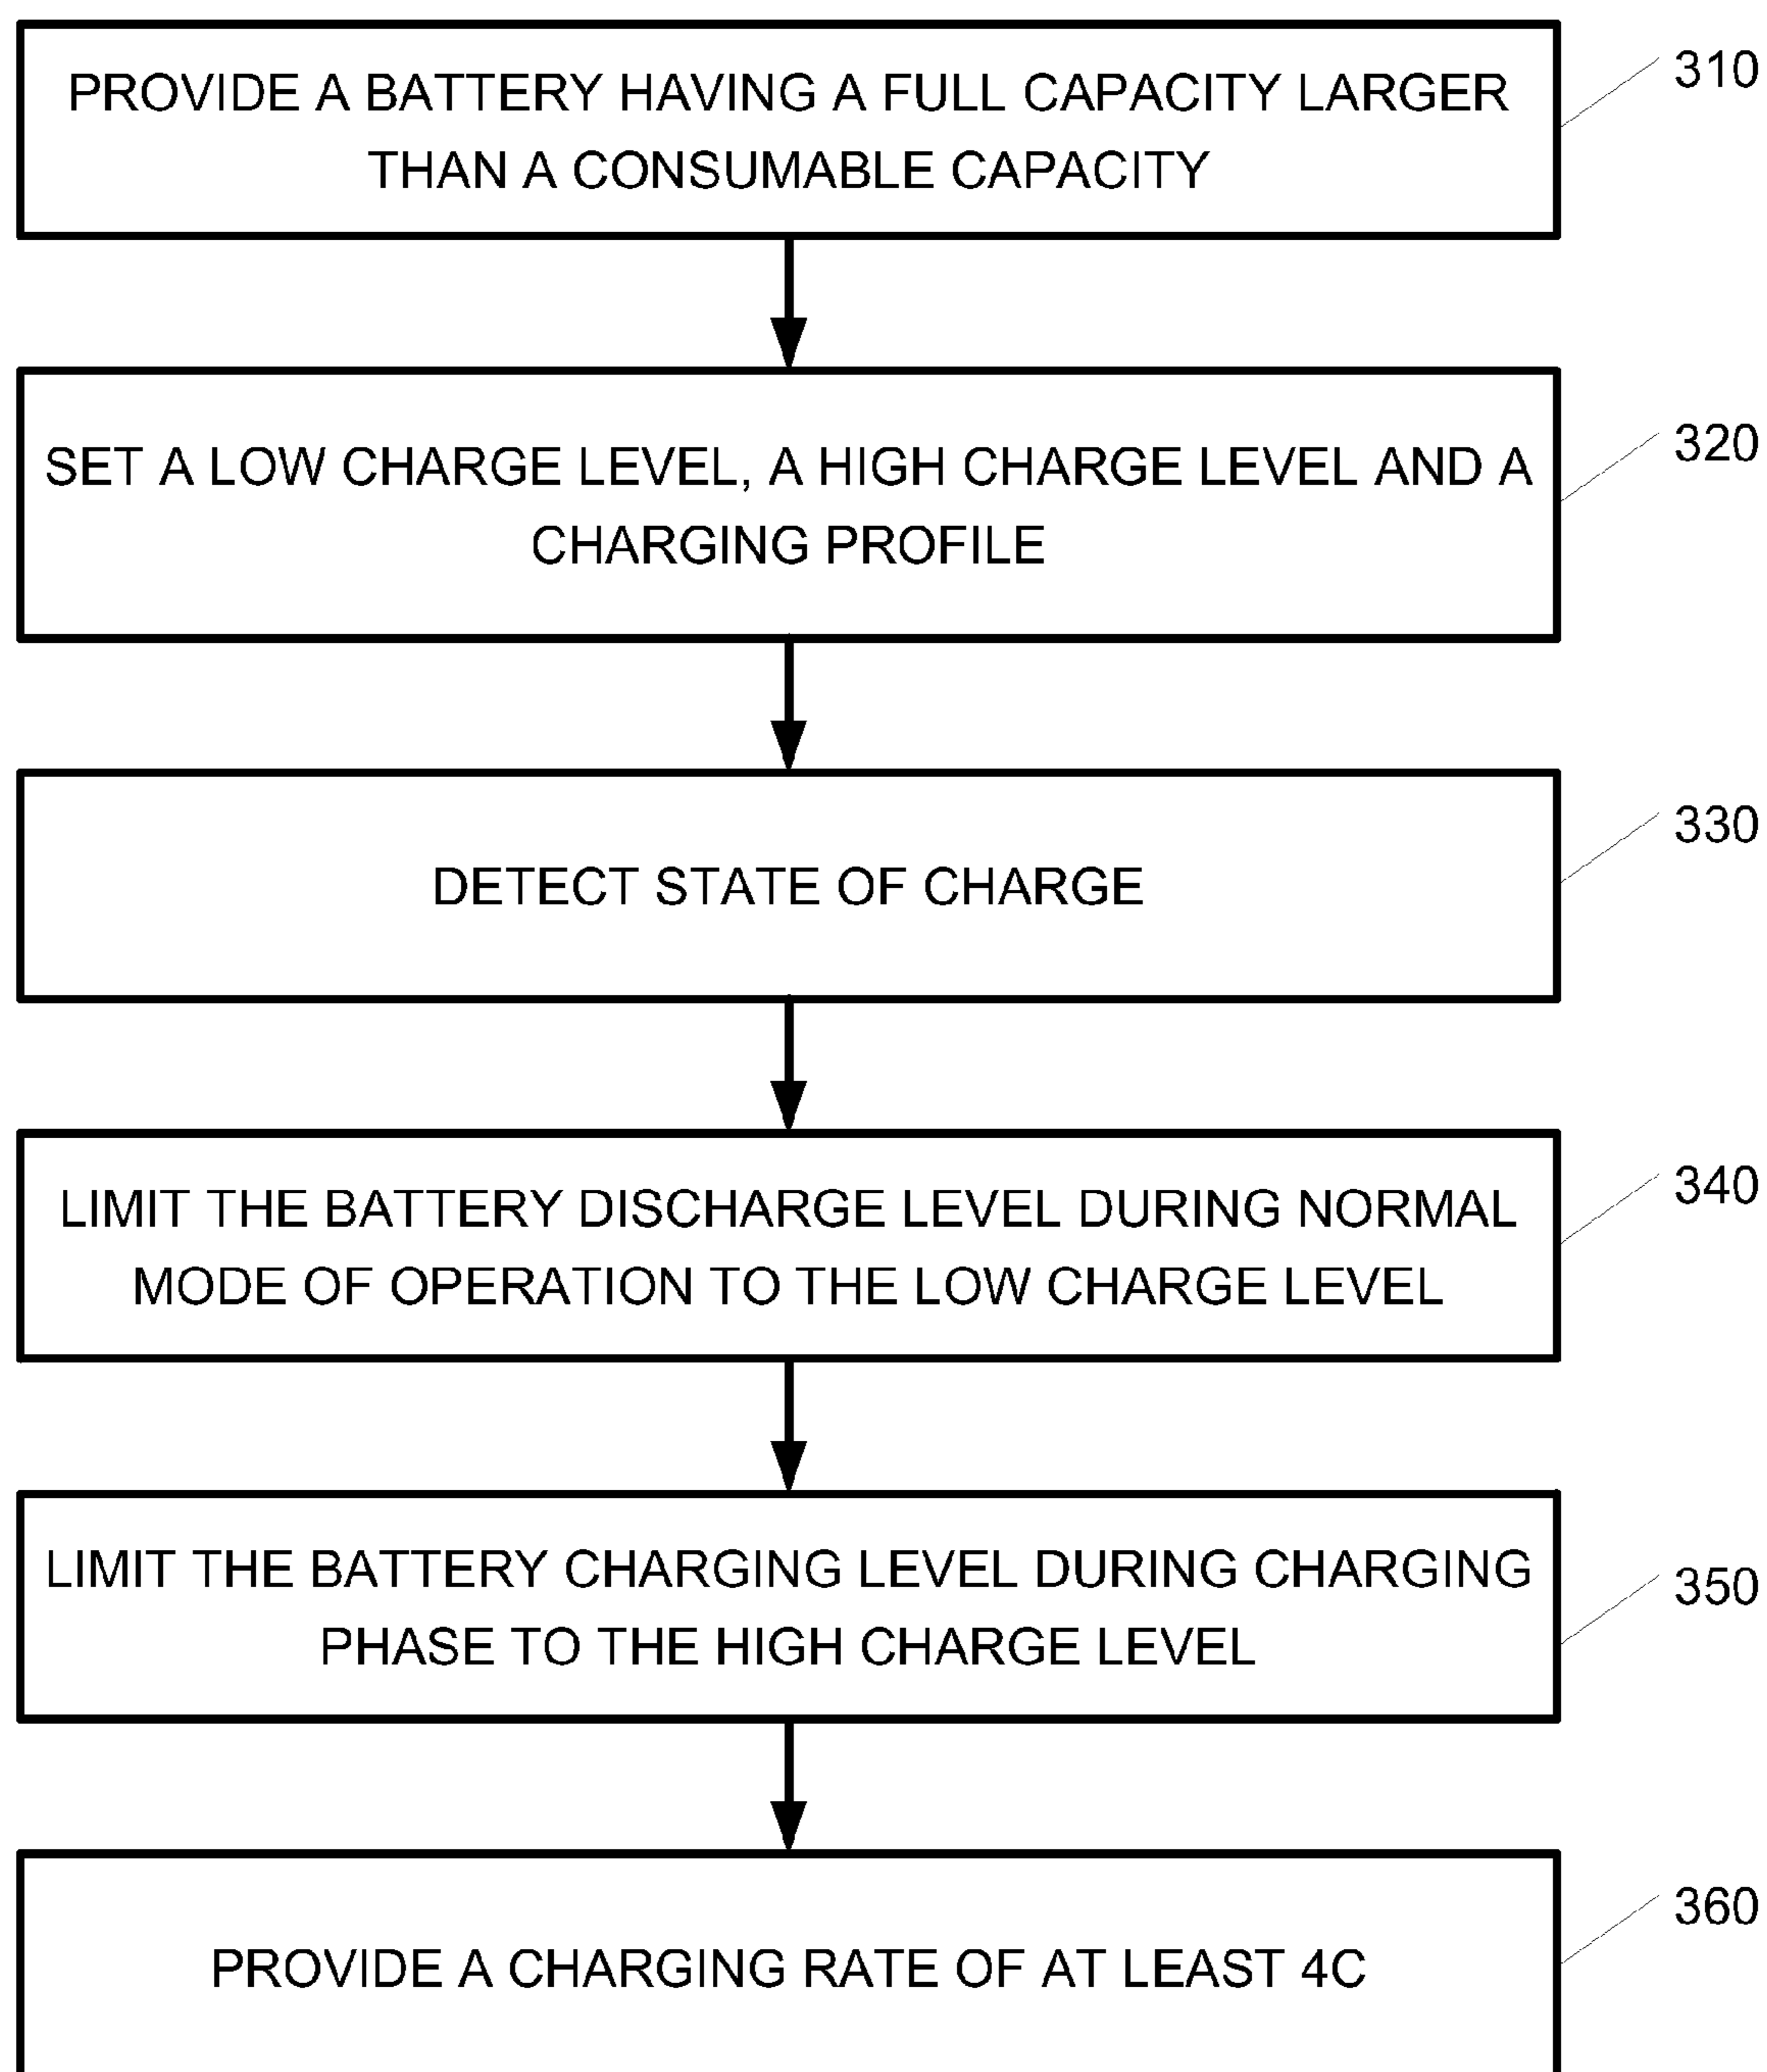 PROVIDE A BATTERY HAVING A FULL CAPACITY LARGER
THAN A CONSUMABLE CAPACITY
310
SET A LOW CHARGE LEVEL, A HIGH CHARGE LEVEL AND A
CHARGING PROFILE
320
DETECT STATE OF CHARGE
330
LIMIT THE BATTERY DISCHARGE LEVEL DURING NORMAL
MODE OF OPERATION TO THE LOW CHARGE LEVEL
340
LIMIT THE BATTERY CHARGING LEVEL DURING CHARGING
PHASE TO THE HIGH CHARGE LEVEL
350
PROVIDE A CHARGING RATE OF AT LEAST 4C
360